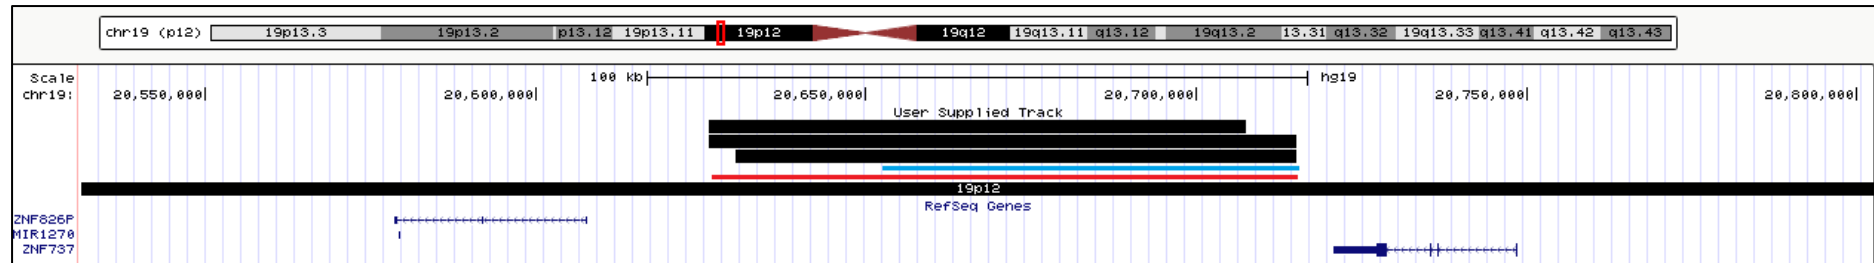 chr19 (p12) 19p13.3 19p13.2 p13.12 19p13.11 19p12 19q12 19q13.11 q13.12 19q13.2 13.31 q13.32 19q13.33 q13.41 q13.42 q13.43
Scale 100 kb hg19
chr19: 20,550,000 20,600,000 20,650,000 20,700,000 20,750,000 20,800,000
User Supplied Track
19p12
RefSeq Genes
ZNF826P
MIR1270
ZNF737